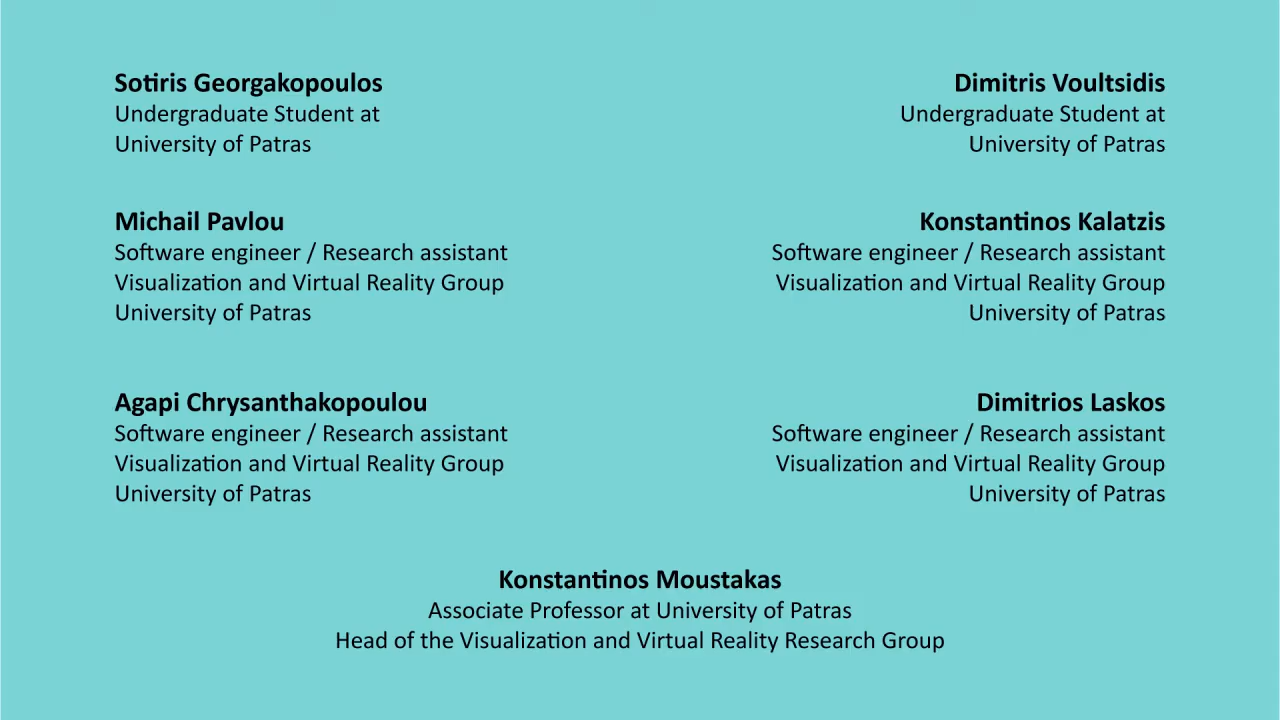 Sotiris Georgakopoulos
Undergraduate Student at
University of Patras
Dimitris Voultsidis
Undergraduate Student at
University of Patras
Michail Pavlou
Software engineer / Research assistant
Visualization and Virtual Reality Group
University of Patras
Konstantinos Kalatzis
Software engineer / Research assistant
Visualization and Virtual Reality Group
University of Patras
Agapi Chrysanthakopoulou
Software engineer / Research assistant
Visualization and Virtual Reality Group
University of Patras
Dimitrios Laskos
Software engineer / Research assistant
Visualization and Virtual Reality Group
University of Patras
Konstantinos Moustakas
Associate Professor at University of Patras
Head of the Visualization and Virtual Reality Research Group